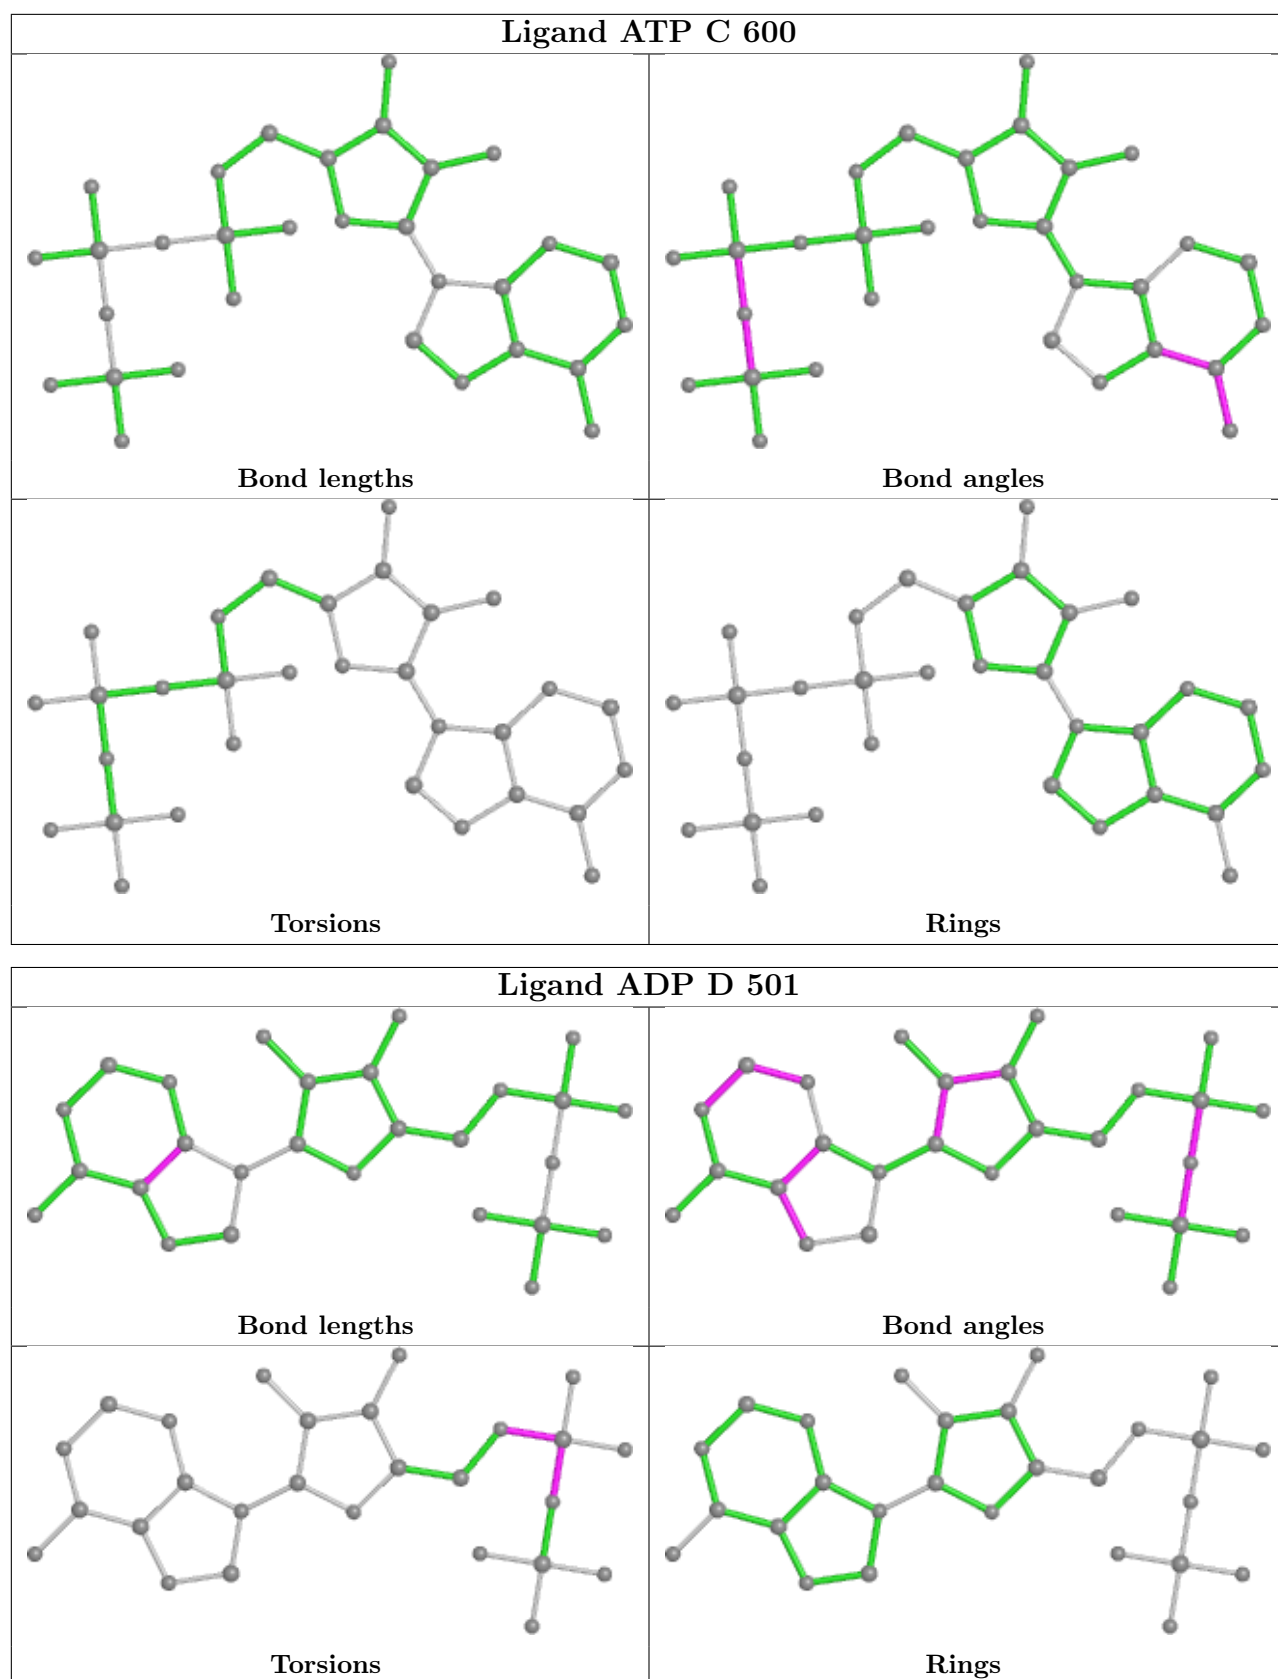 Ligand ATP C 600
Bond lengths
Bond angles
Torsions
Rings
Ligand ADP D 501
Bond lengths
Bond angles
Torsions
Rings